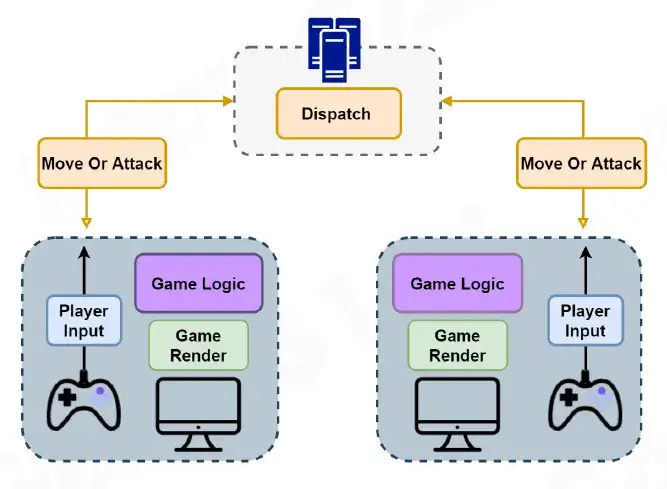 Dispatch
Move Or Attack
Move Or Attack
Game Logic
Player
Input
Game
Render
Game Logic
Game
Render
Player
Input